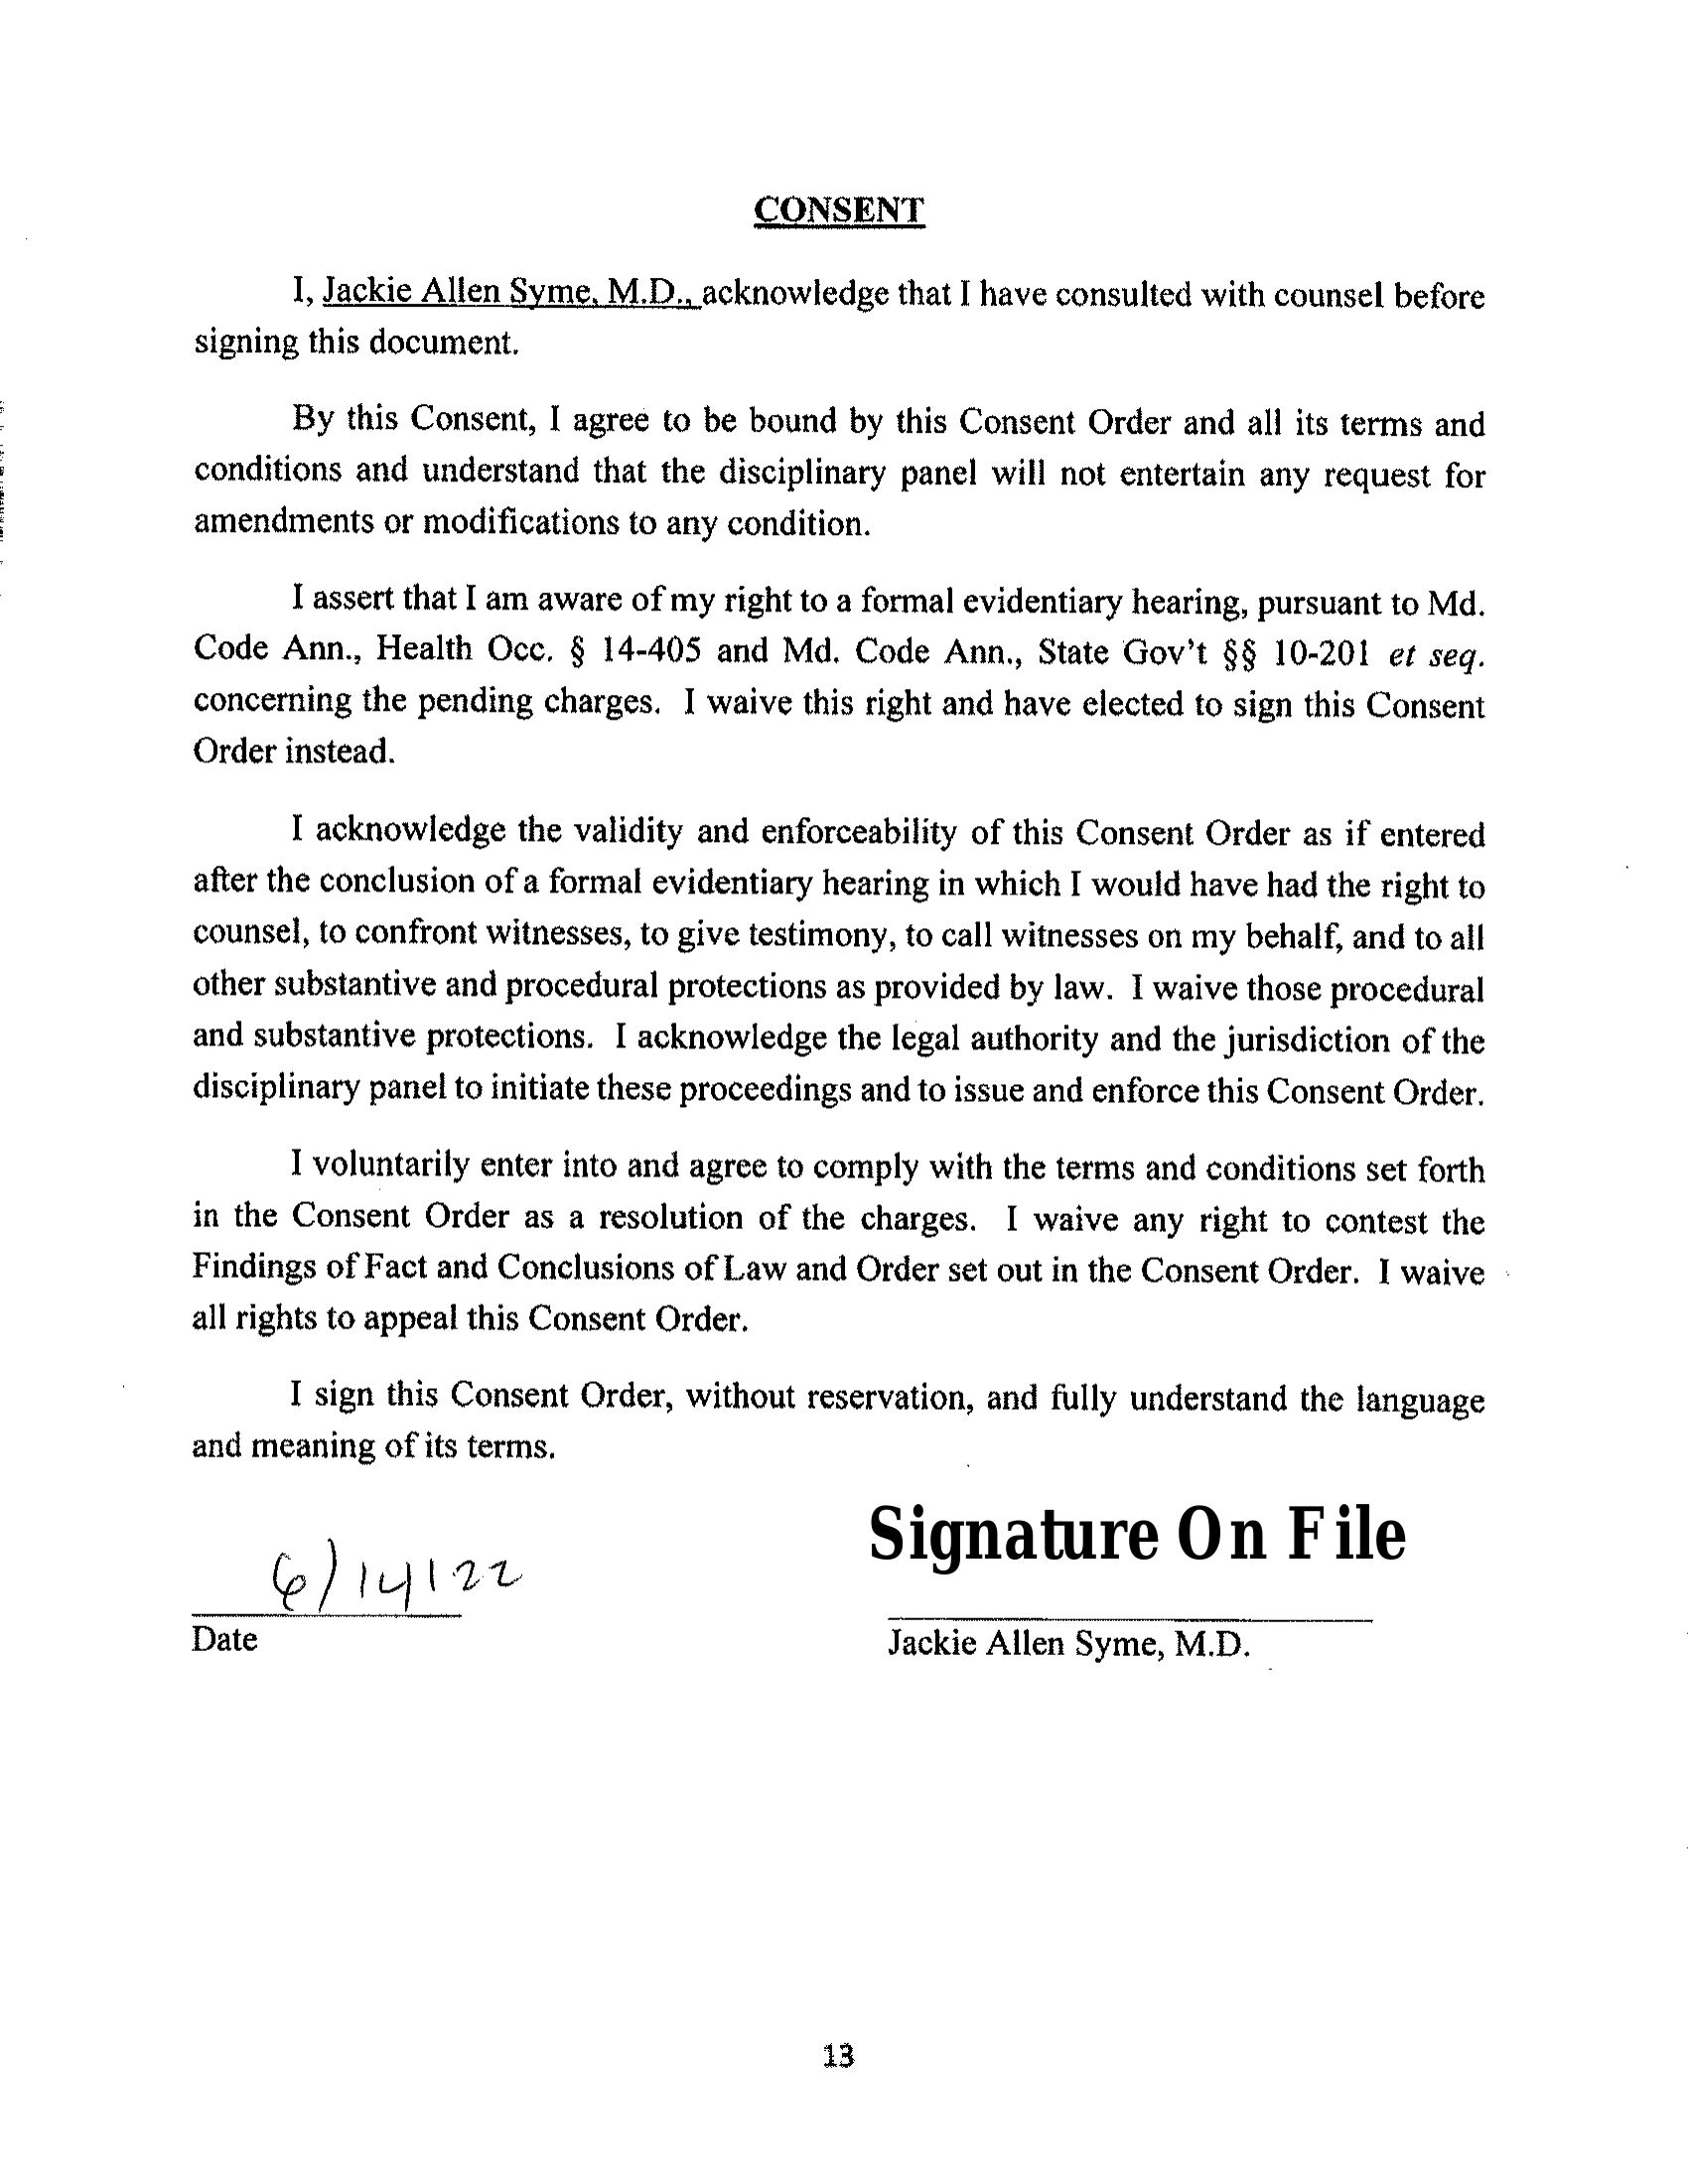 CONSENT
I, Jackie Allen Syme, M.D., acknowledge that I have consulted with counsel before
signing this document.
By this Consent, I agree to be bound by this Consent Order and all its terms and
conditions and understand that the disciplinary panel will not entertain any request for
amendments or modifications to any condition.
I assert that I am aware of my right to a formal evidentiary hearing, pursuant to Md.
Code Ann., Health Occ. § 14-405 and Md. Code Ann., State Gov't §§ 10-201 et seq.
concerning the pending charges. I waive this right and have elected to sign this Consent
Order instead.
I acknowledge the validity and enforceability of this Consent Order as if entered
after the conclusion of a formal evidentiary hearing in which I would have had the right to
counsel, to confront witnesses, to give testimony, to call witnesses on my behalf, and to all
other substantive and procedural protections as provided by law. I waive those procedural
and substantive protections. I acknowledge the legal authority and the jurisdiction of the
disciplinary panel to initiate these proceedings and to issue and enforce this Consent Order.
I voluntarily enter into and agree to comply with the terms and conditions set forth
in the Consent Order as a resolution of the charges. I waive any right to contest the
Findings of Fact and Conclusions of Law and Order set out in the Consent Order. I waive
all rights to appeal this Consent Order.
I sign this Consent Order, without reservation, and fully understand the language
and meaning of its terms.
Signature On File
6/14/22
Date
Jackie Allen Syme, M.D.
13